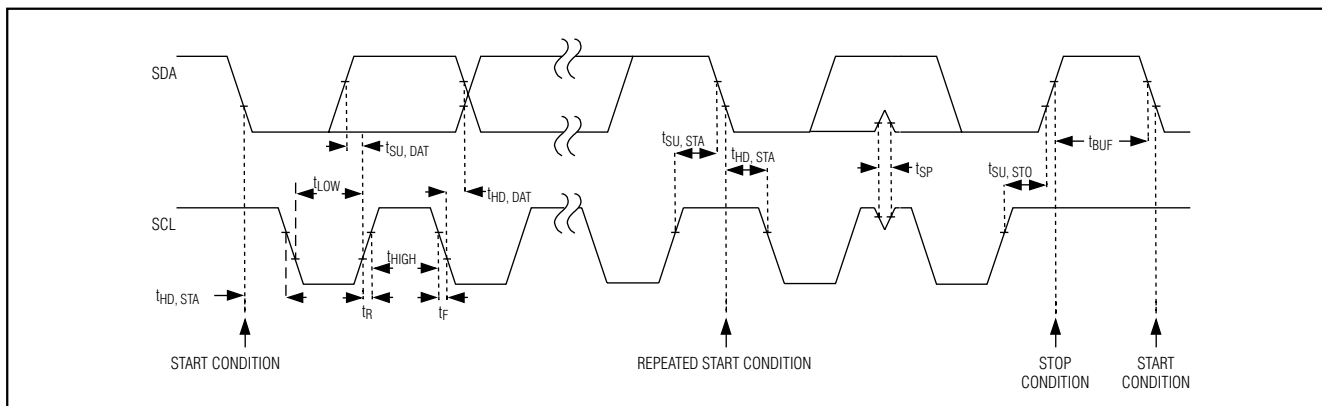 SDA
tSU, DAT
tLOW
tHD, DAT
tSU, STA
tHD, STA
tSP
tSU, STO
tBUF
SCL
tHIGH
tHD, STA
tR
tF
START CONDITION
REPEATED START CONDITION
STOP
CONDITION
START
CONDITION